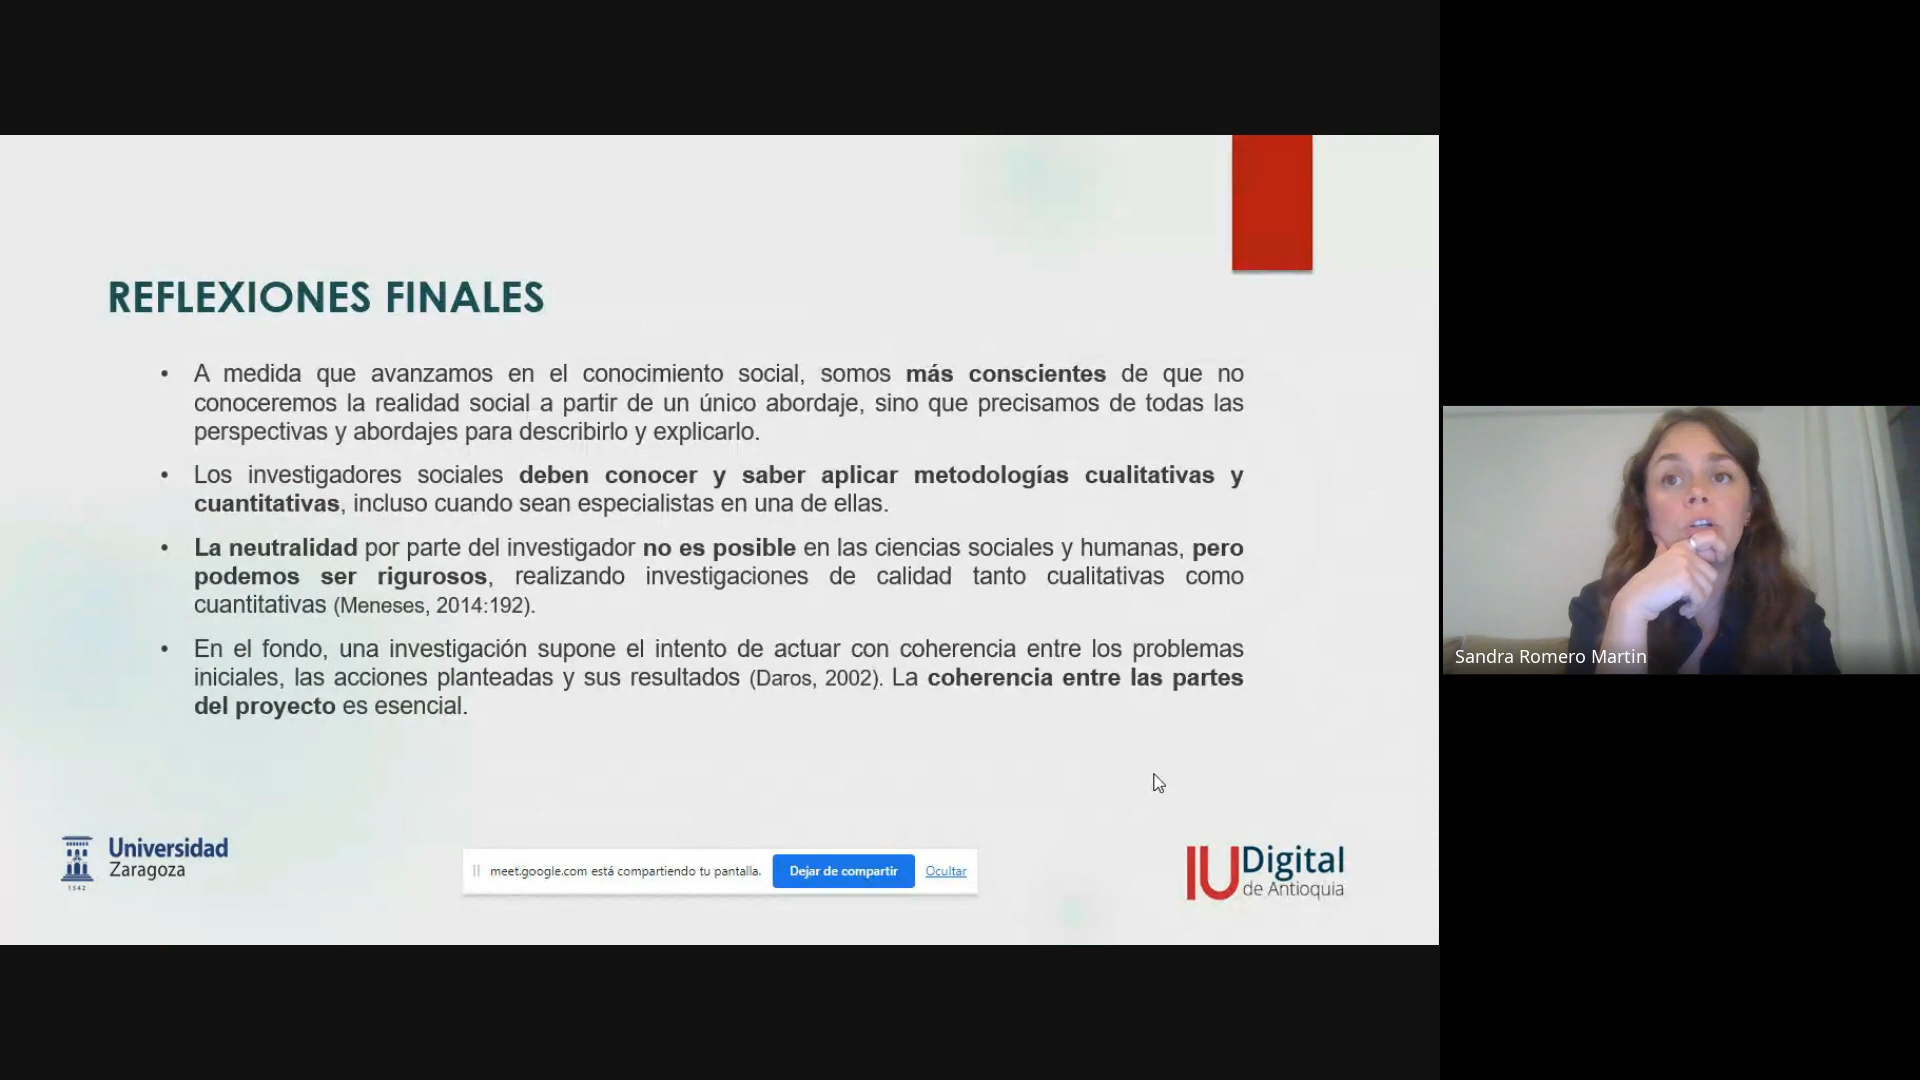 REFLEXIONES FINALES
• A medida que avanzamos en el conocimiento social, somos más conscientes de que no
conoceremos la realidad social a partir de un único abordaje, sino que precisamos de todas las
perspectivas y abordajes para describirlo y explicarlo.
• Los investigadores sociales deben conocer y saber aplicar metodologías cualitativas y
cuantitativas, incluso cuando sean especialistas en una de ellas.
• La neutralidad por parte del investigador no es posible en las ciencias sociales y humanas, pero
podemos ser rigurosos, realizando investigaciones de calidad tanto cualitativas como
cuantitativas (Meneses, 2014:192).
• En el fondo, una investigación supone el intento de actuar con coherencia entre los problemas
iniciales, las acciones planteadas y sus resultados (Daros, 2002). La coherencia entre las partes
del proyecto es esencial.
Universidad
Zaragoza
1542
meet.google.com está compartiendo tu pantalla.
Dejar de compartir
Ocultar
IU Digital
de Antioquia
Sandra Romero Martin